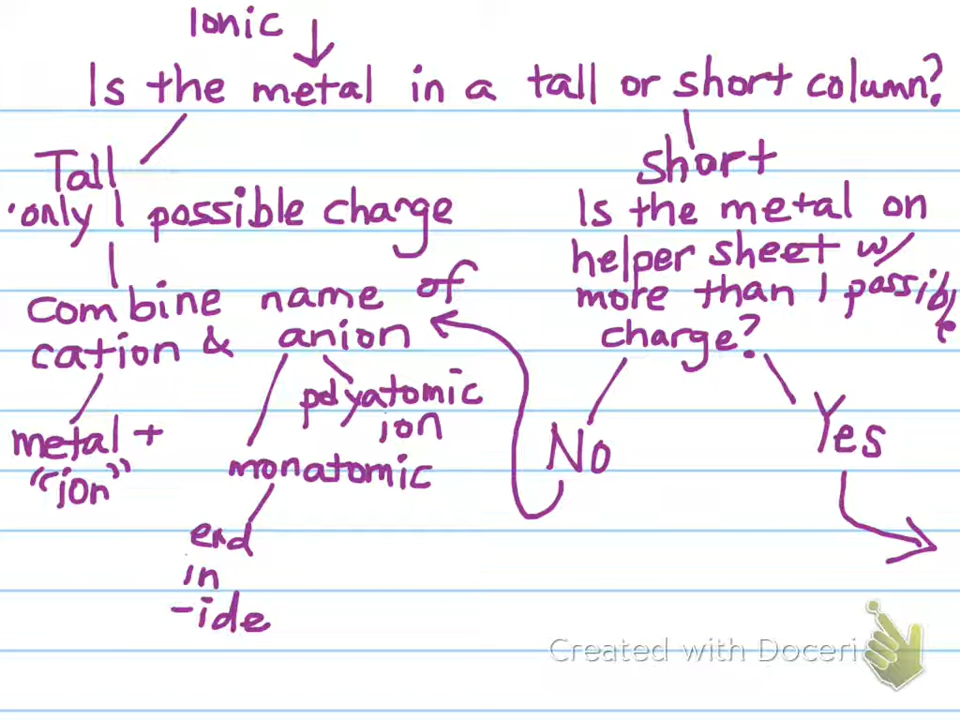 Ionic
Is the metal in a tall or short column?
Tall
only 1 possible charge
combine name of
cation & anion
metal +
"ion"
polyatomic
ion
monatomic
end
in
-ide
short
Is the metal on
helper sheet w/
more than 1 possible
charge?
No
Yes
Created with Doceri